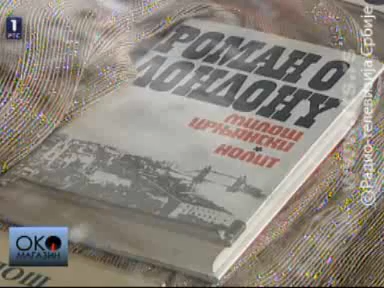 1
РТС
РОМАН О
ЛОНДОНУ
МИЛОШ
ЦРЊАНСКИ
НОЛИТ
© Радио-телевизија Србије
ОКО
МАГАЗИН